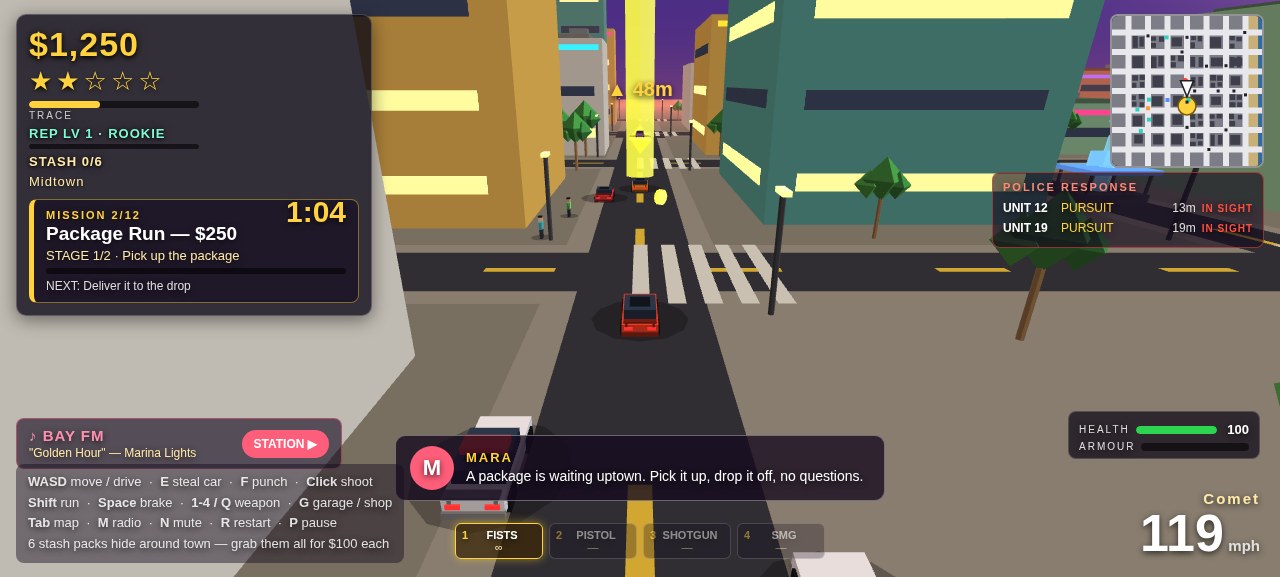 $1,250
★★☆☆☆
TRACE
REP LV 1 · ROOKIE
STASH 0/6
Midtown
MISSION 2/12
1:04
Package Run — $250
STAGE 1/2 · Pick up the package
NEXT: Deliver it to the drop
▲ 48m
POLICE RESPONSE
UNIT 12 PURSUIT 13m IN SIGHT
UNIT 19 PURSUIT 19m IN SIGHT
♪ BAY FM
"Golden Hour" — Marina Lights
STATION ▶
WASD move / drive · E steal car · F punch · Click shoot
Shift run · Space brake · 1-4 / Q weapon · G garage / shop
Tab map · M radio · N mute · R restart · P pause
6 stash packs hide around town — grab them all for $100 each
M
MARA
A package is waiting uptown. Pick it up, drop it off, no questions.
1 FISTS ∞
2 PISTOL —
3 SHOTGUN —
4 SMG —
HEALTH 100
ARMOUR
Comet
119 mph